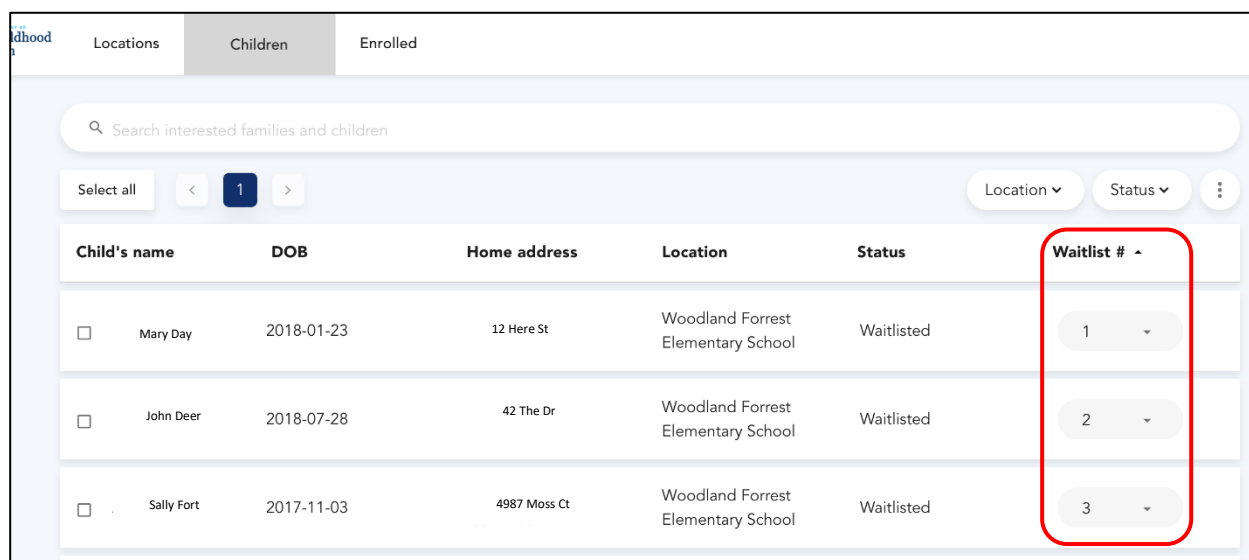 ldhood
Locations Children Enrolled
Search interested families and children
Select all < 1 > Location Status
Child's name DOB Home address Location Status Waitlist #
Mary Day 2018-01-23 12 Here St Woodland Forrest Elementary School Waitlisted 1
John Deer 2018-07-28 42 The Dr Woodland Forrest Elementary School Waitlisted 2
Sally Fort 2017-11-03 4987 Moss Ct Woodland Forrest Elementary School Waitlisted 3